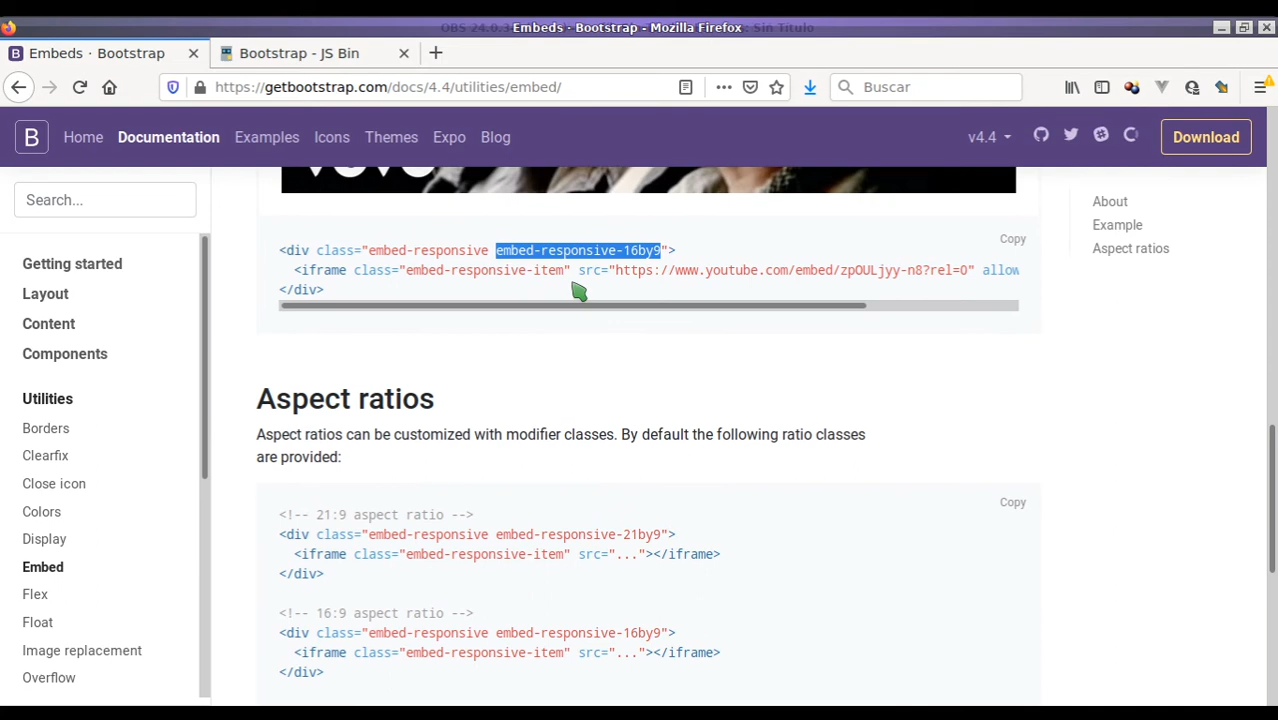 Embeds · Bootstrap - Mozilla Firefox
OBS 24.0.3 : Sin Título
Embeds · Bootstrap
Bootstrap - JS Bin
https://getbootstrap.com/docs/4.4/utilities/embed/
Buscar
B Home Documentation Examples Icons Themes Expo Blog v4.4 Download
Search...
Getting started
Layout
Content
Components
Utilities
Borders
Clearfix
Close icon
Colors
Display
Embed
Flex
Float
Image replacement
Overflow
Copy
<div class="embed-responsive embed-responsive-16by9">
<iframe class="embed-responsive-item" src="https://www.youtube.com/embed/zpOULjyy-n8?rel=0" allow
</div>
Aspect ratios
Aspect ratios can be customized with modifier classes. By default the following ratio classes
are provided:
Copy
<!-- 21:9 aspect ratio -->
<div class="embed-responsive embed-responsive-21by9">
<iframe class="embed-responsive-item" src="..."></iframe>
</div>
<!-- 16:9 aspect ratio -->
<div class="embed-responsive embed-responsive-16by9">
<iframe class="embed-responsive-item" src="..."></iframe>
</div>
About
Example
Aspect ratios